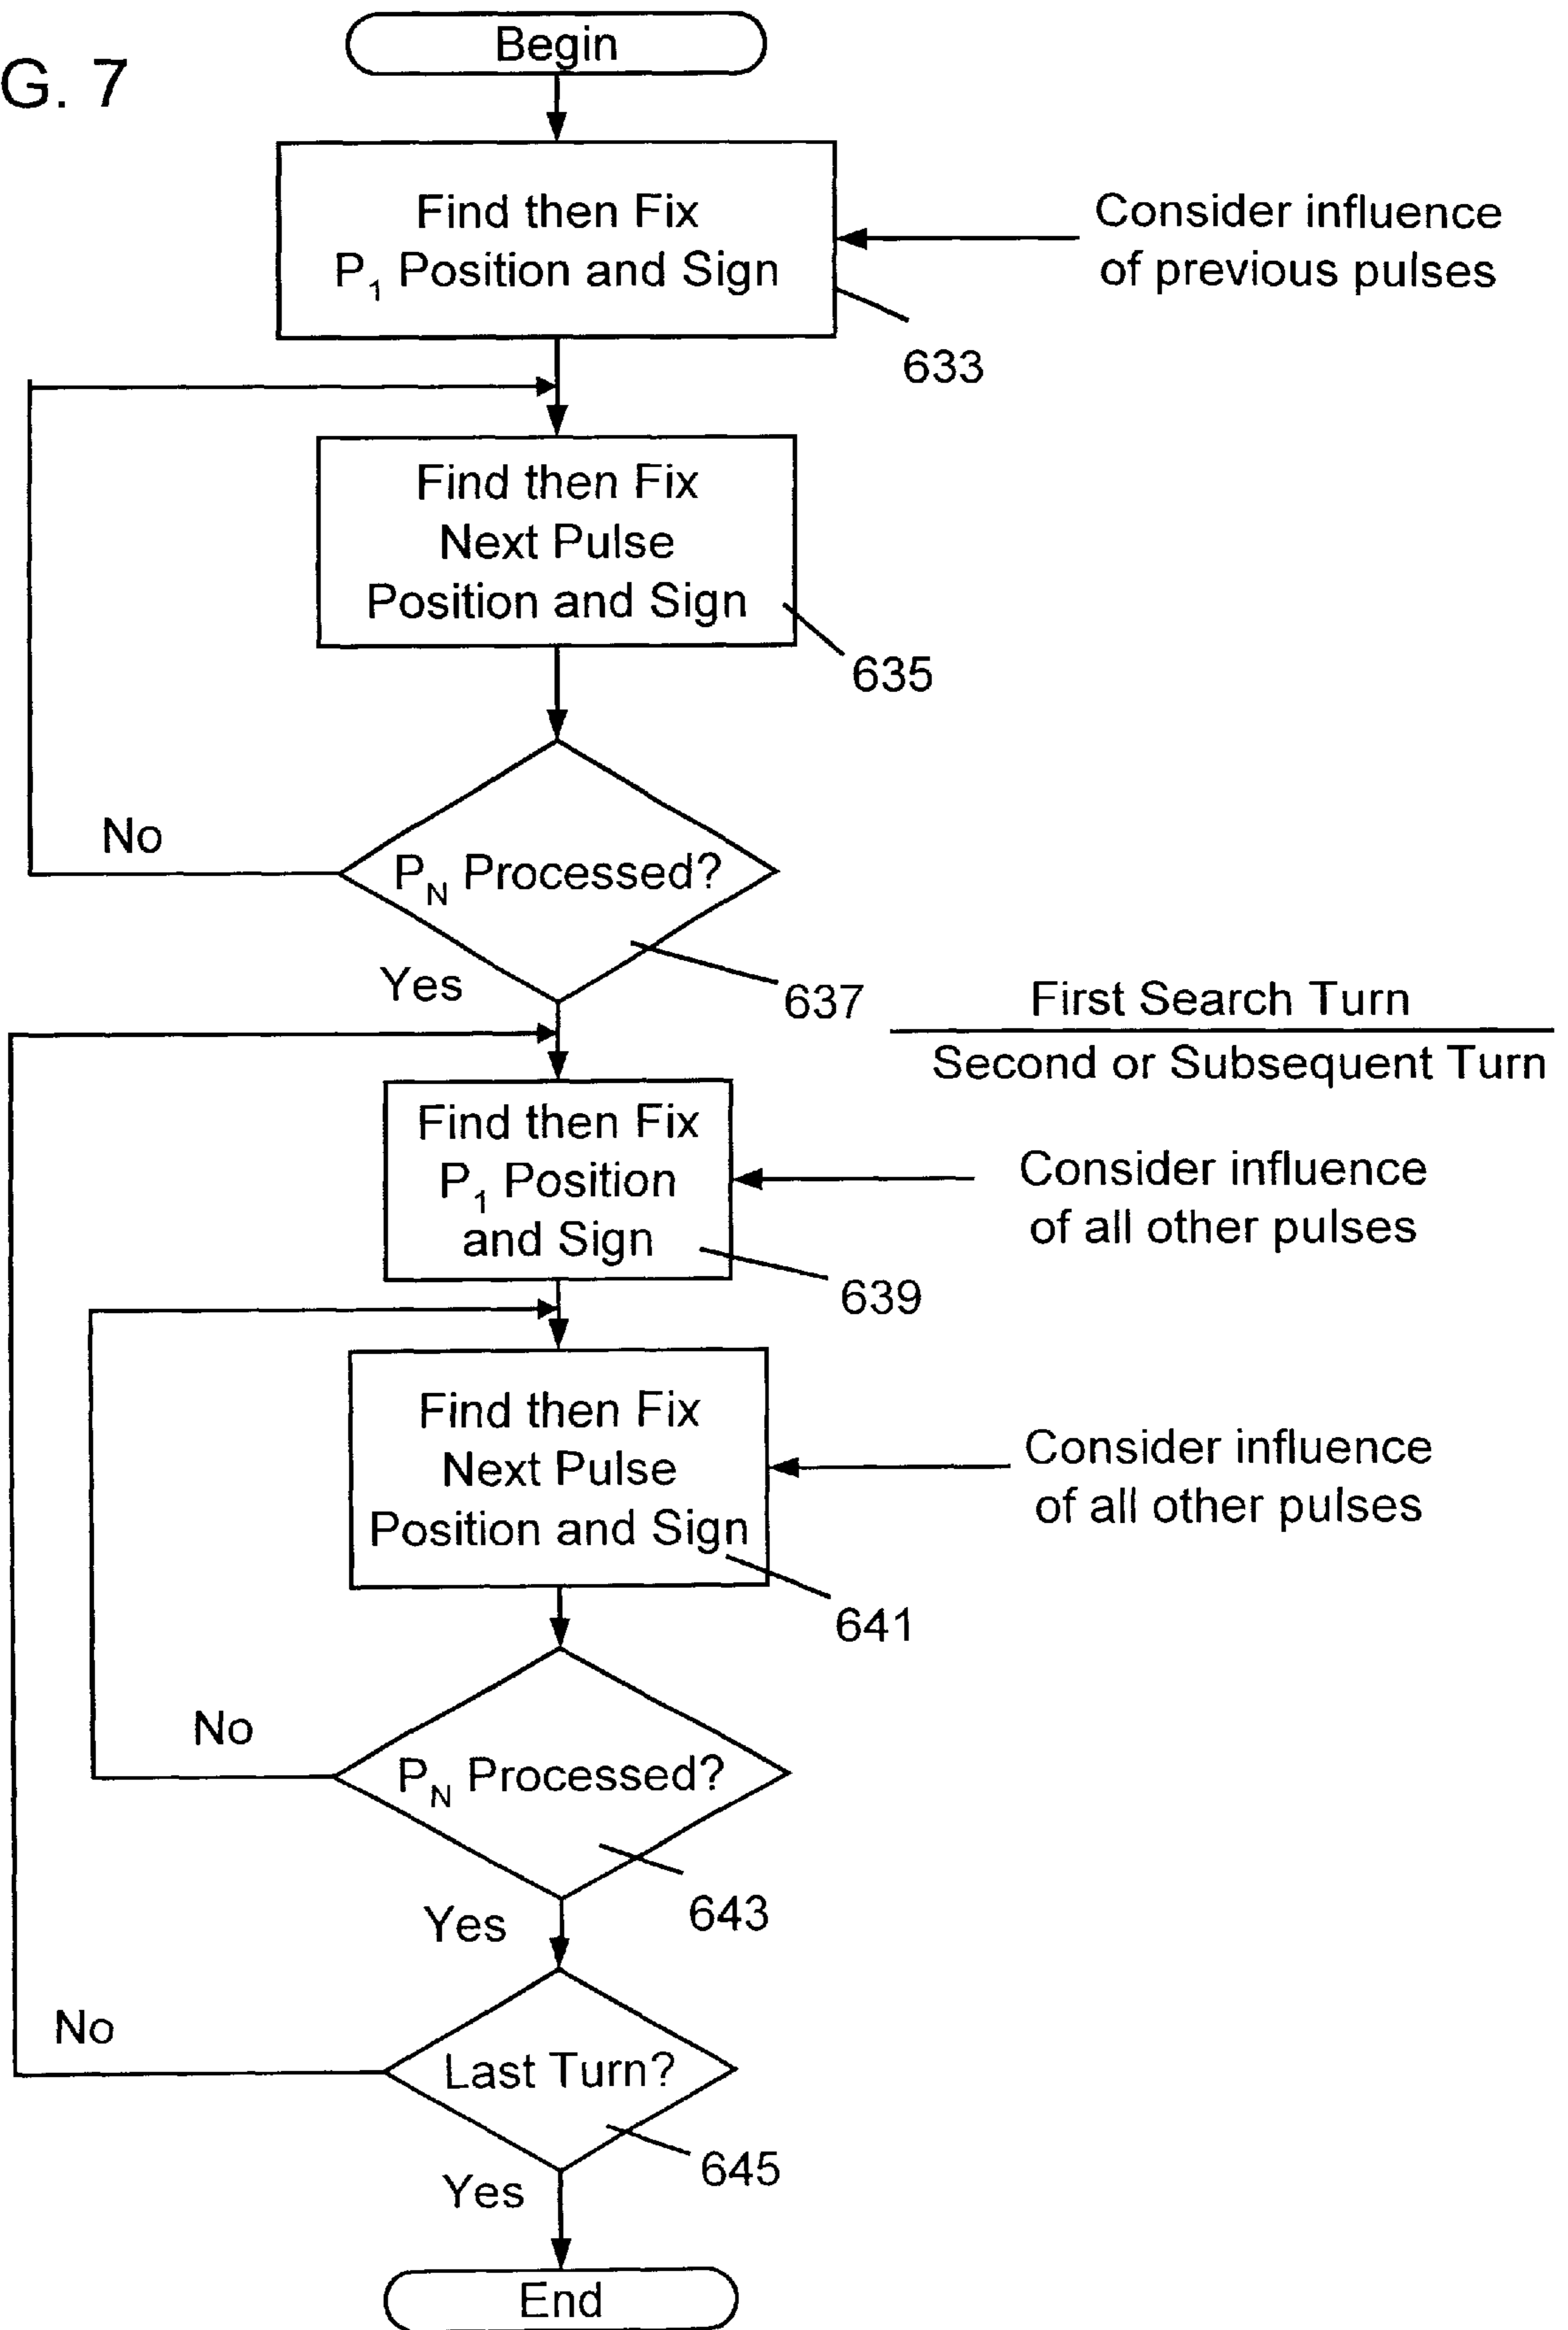 G. 7
Begin
Find then Fix
P1 Position and Sign
Consider influence
of previous pulses
633
Find then Fix
Next Pulse
Position and Sign
635
No
PN Processed?
Yes
637
First Search Turn
Second or Subsequent Turn
Find then Fix
P1 Position
and Sign
Consider influence
of all other pulses
639
Find then Fix
Next Pulse
Position and Sign
Consider influence
of all other pulses
641
No
PN Processed?
643
Yes
No
Last Turn?
645
Yes
End